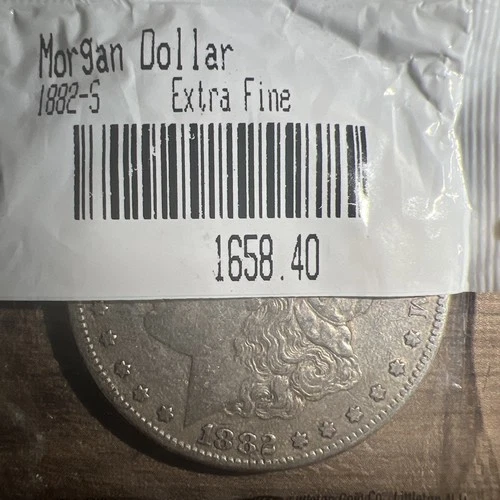 Morgan Dollar
1882-S Extra Fine
1658.40
1882